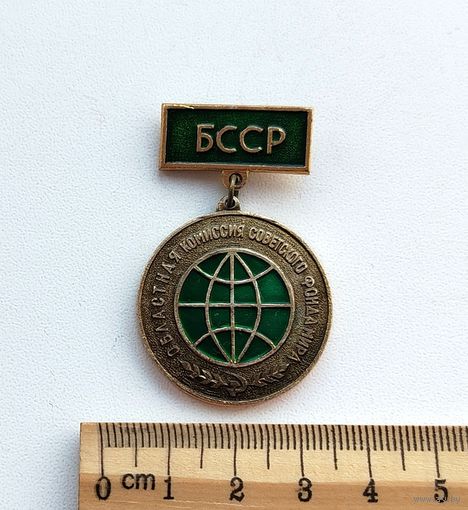 БССР
ОБЛАСТНАЯ КОМИССИЯ СОВЕТСКОГО ФОНДА МИРА
0 cm 1 2 3 4 5